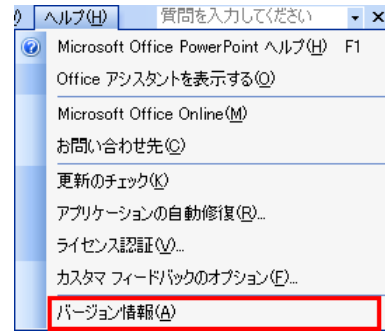 ) ヘルプ(H) 質問を入力してください
Microsoft Office PowerPoint ヘルプ(H) F1
Office アシスタントを表示する(O)
Microsoft Office Online(M)
お問い合わせ先(C)
更新のチェック(K)
アプリケーションの自動修復(R)...
ライセンス認証(V)...
カスタマ フィードバックのオプション(F)...
バージョン情報(A)